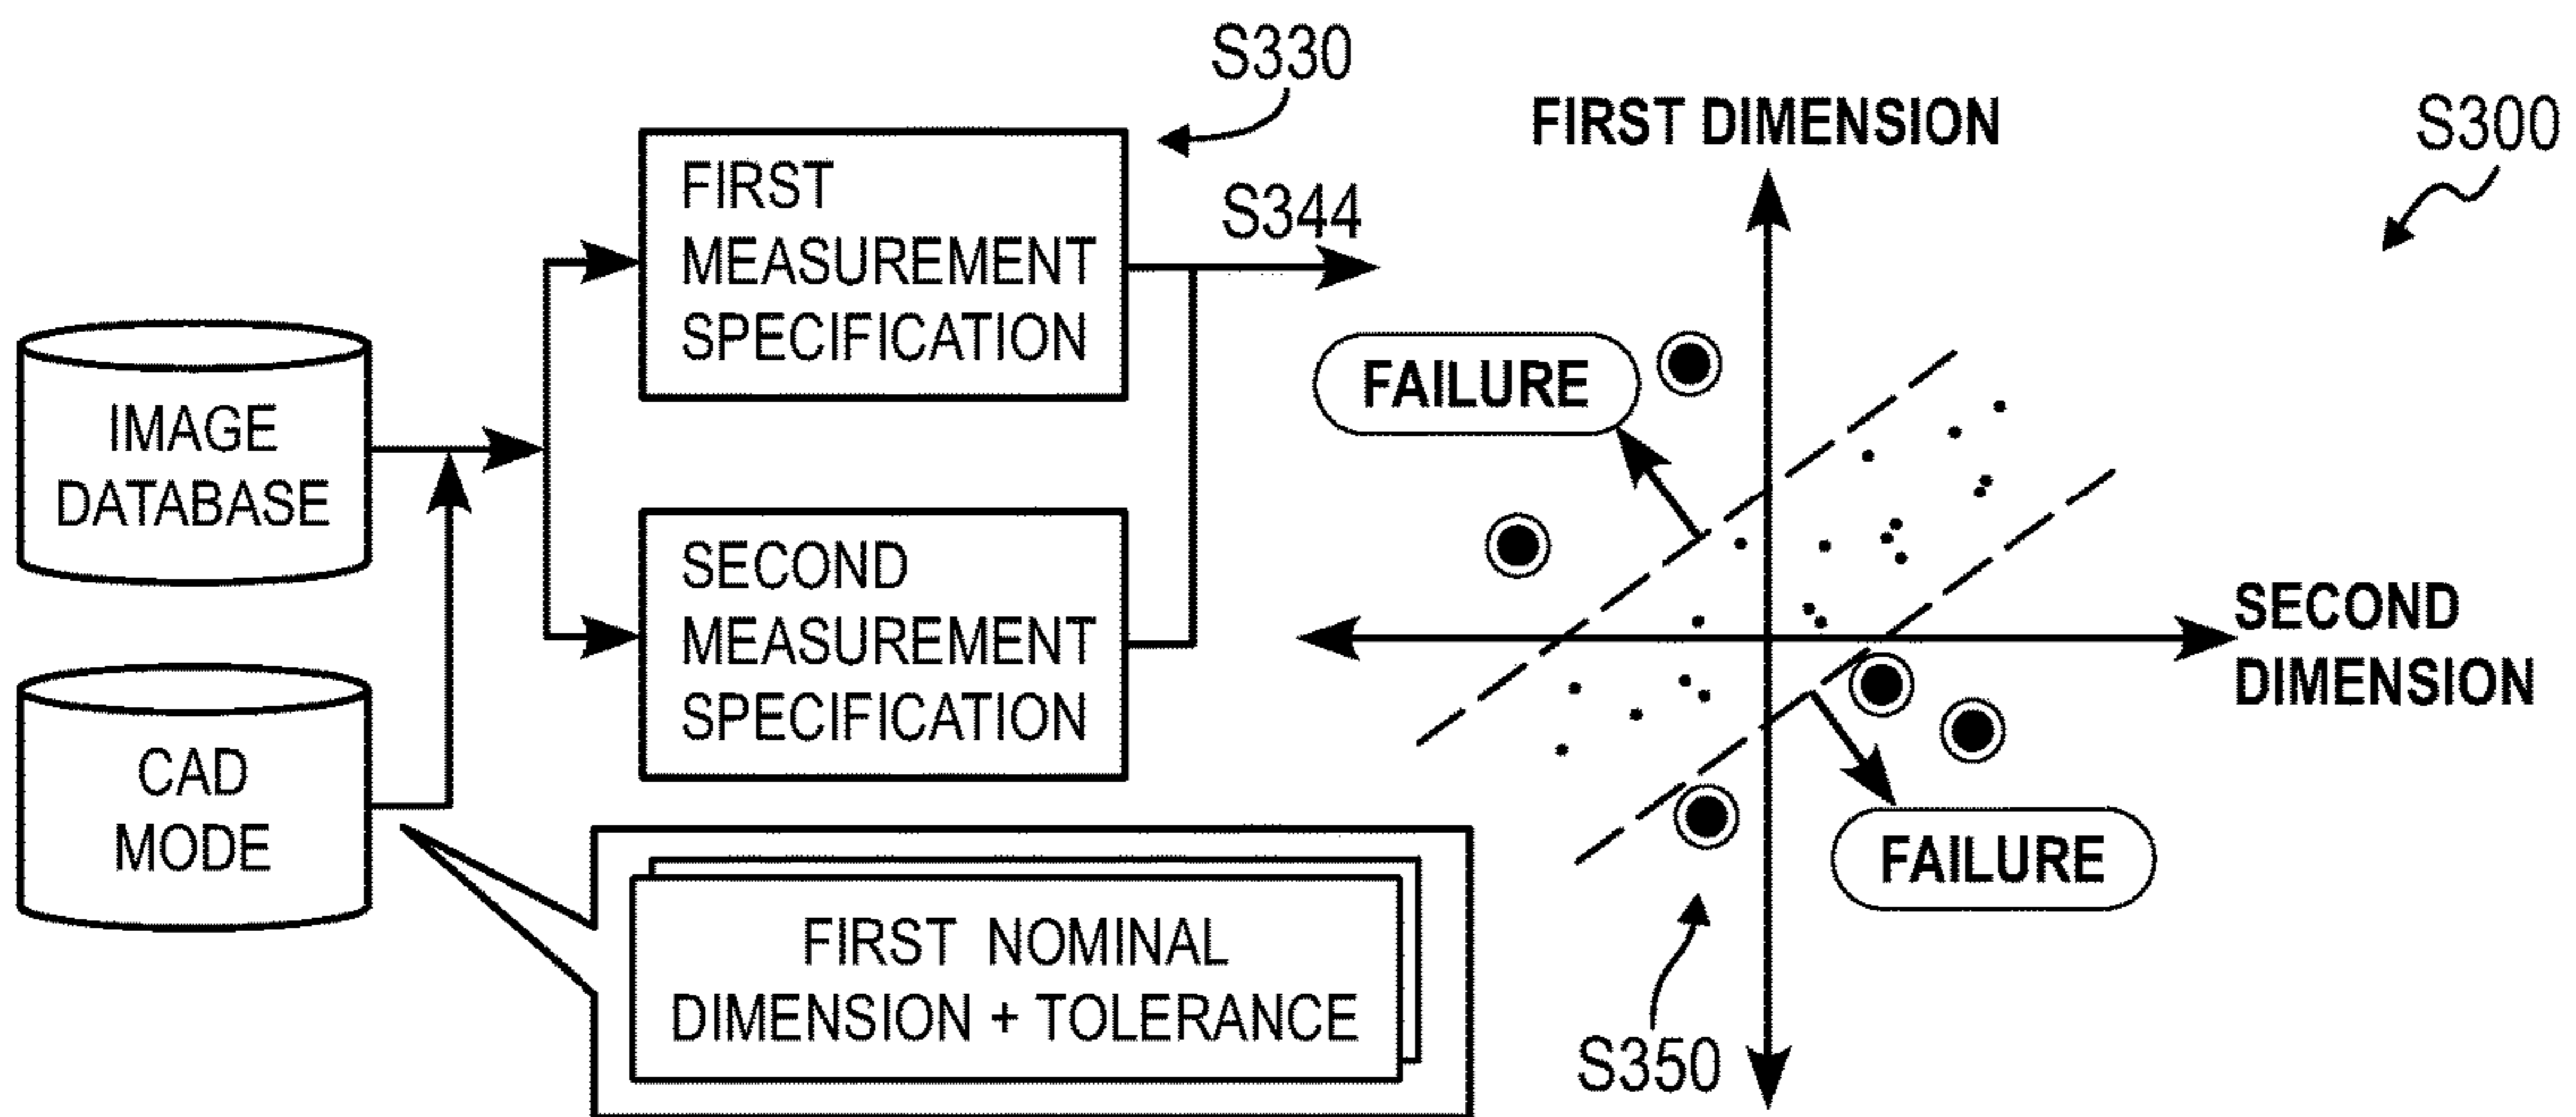 S330
FIRST DIMENSION
S300
FIRST
MEASUREMENT
SPECIFICATION
S344
IMAGE
DATABASE
FAILURE
SECOND
MEASUREMENT
SPECIFICATION
SECOND
DIMENSION
CAD
MODE
FAILURE
FIRST NOMINAL
DIMENSION + TOLERANCE
S350